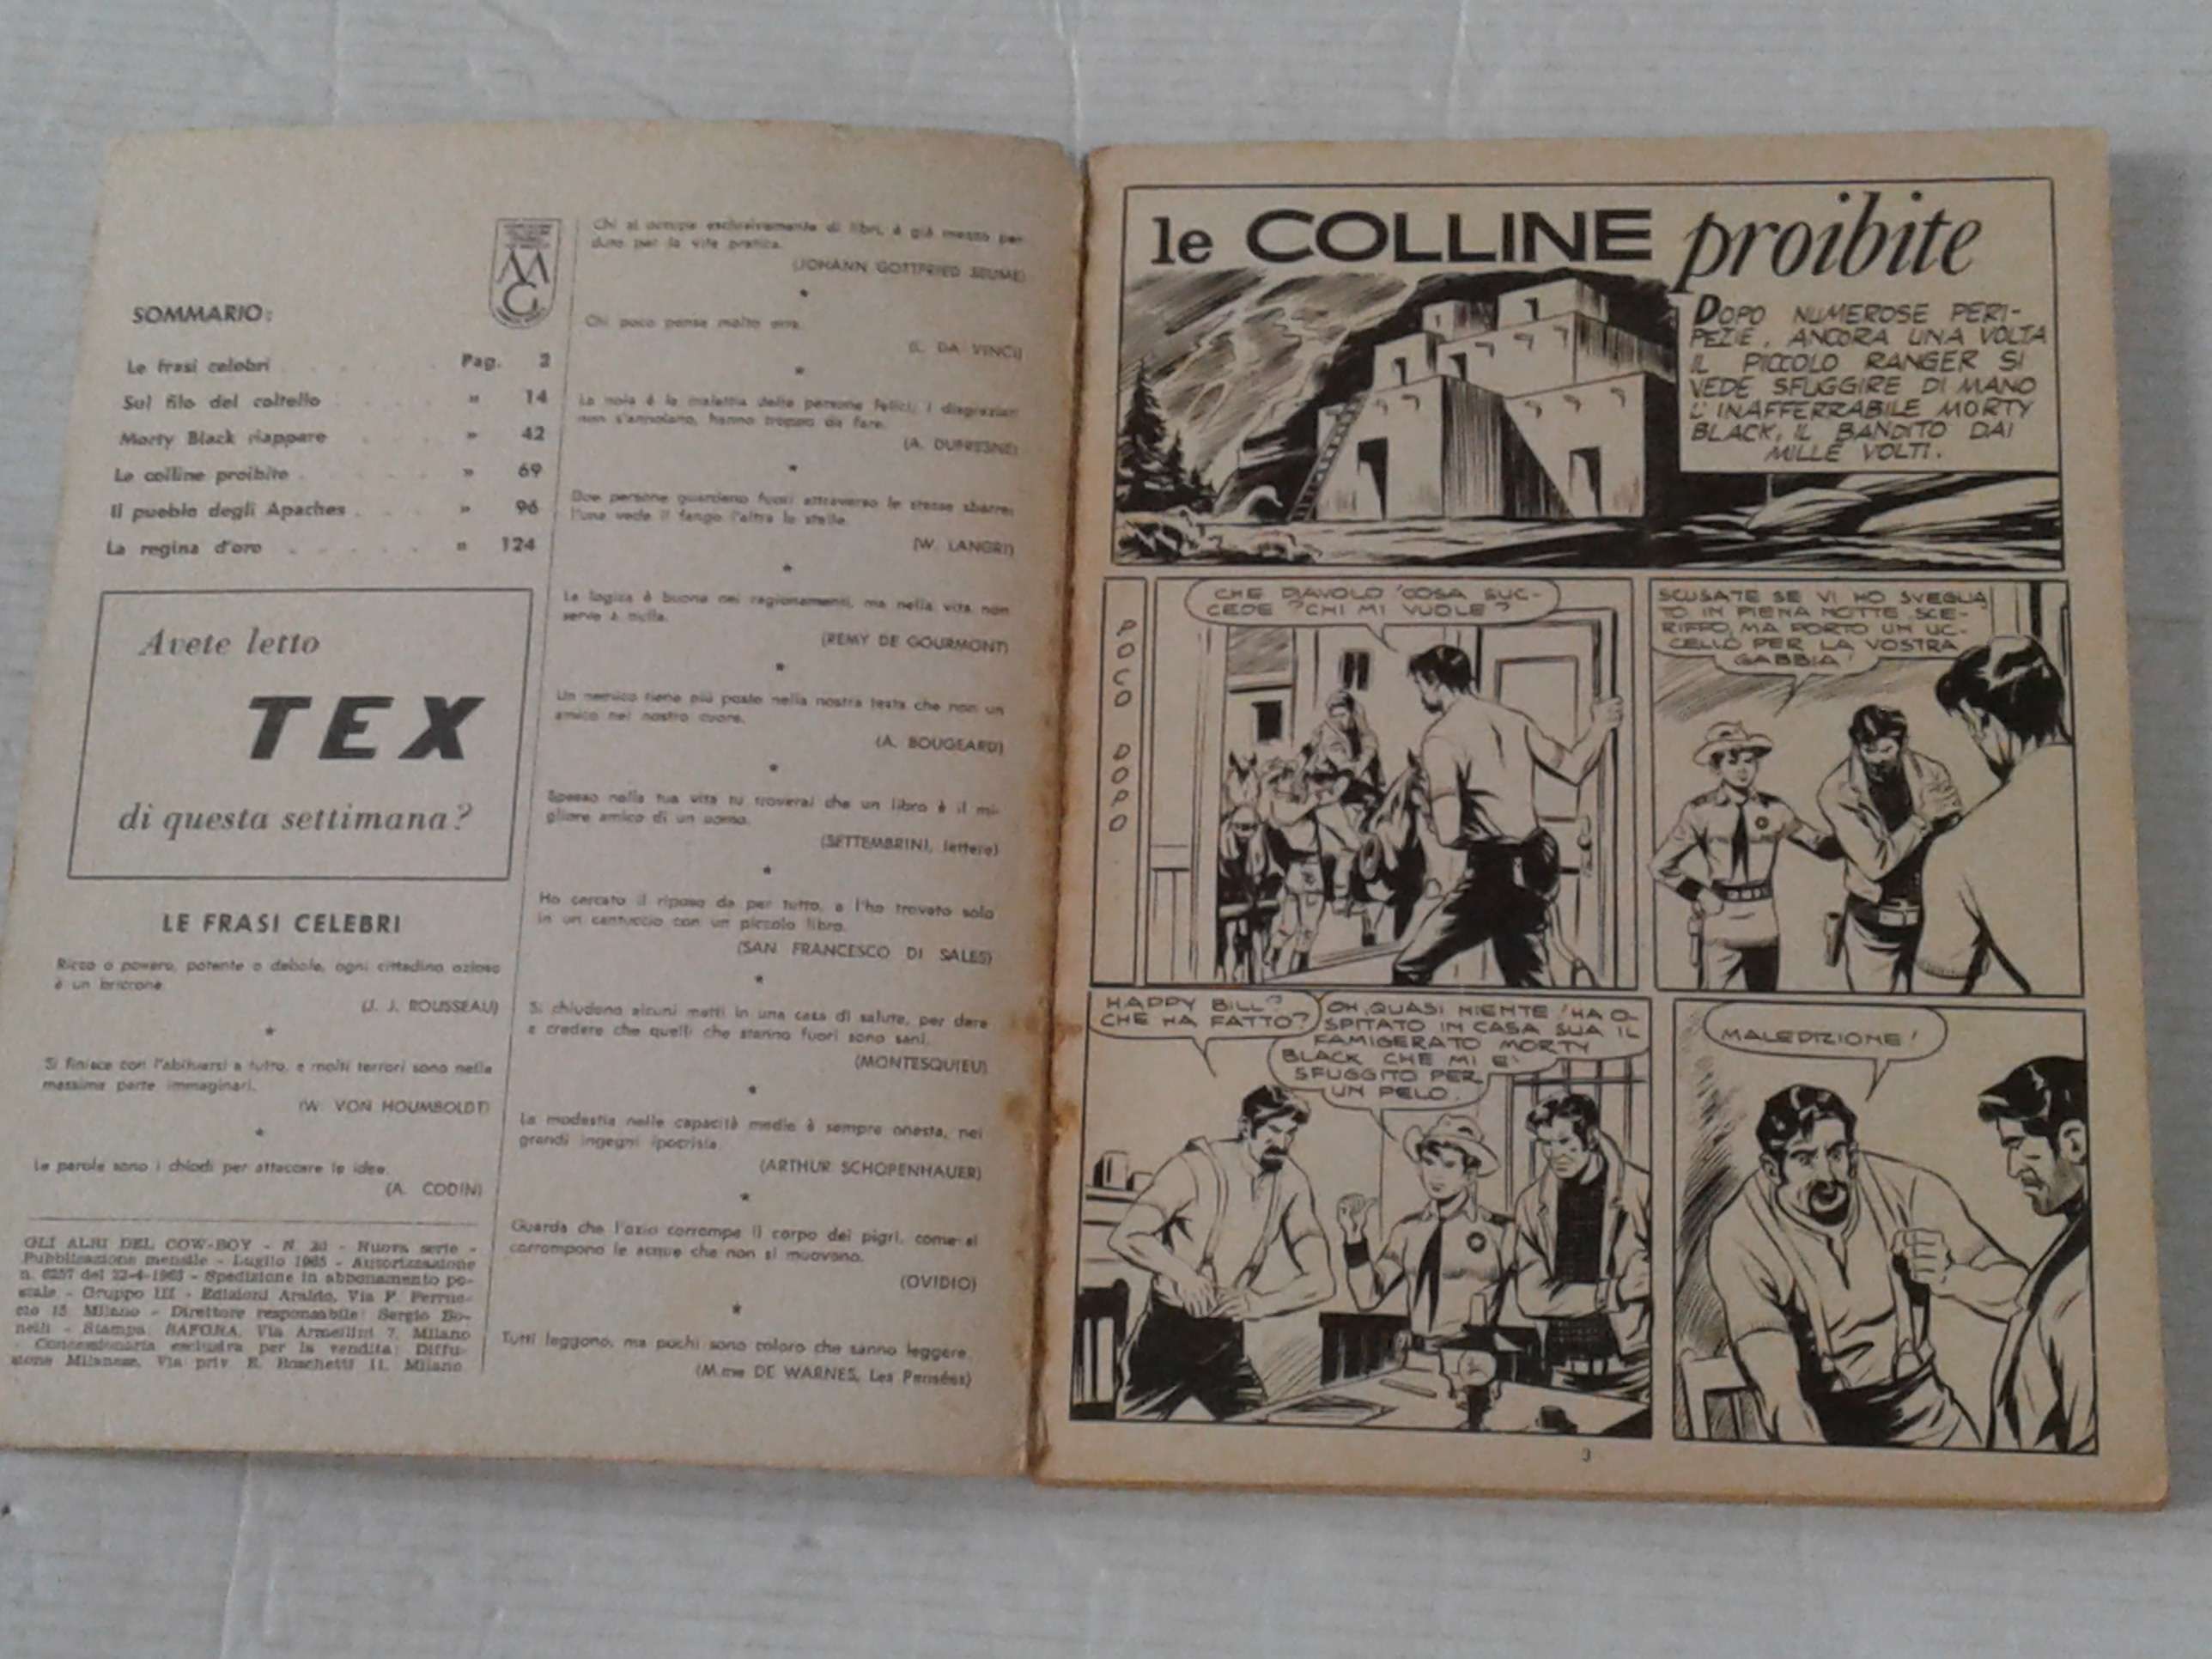 SOMMARIO:
Le frasi celebri . . . . . Pag. 2
Sul filo del coltello . . . . . » 14
Morty Black riappare . . . . » 42
Le colline proibite . . . . . » 69
Il pueblo degli Apaches . . . . » 96
La regina d'oro . . . . . . » 124
Avete letto
TEX
di questa settimana?
LE FRASI CELEBRI
Ricco o povero, potente o debole, ogni cittadino ozioso
è un briccone.
(J. J. ROUSSEAU)
*
Si finisce con l'abituarsi a tutto, e molti terrori sono nella
massima parte immaginari.
(W. VON HOUMBOLDT)
*
Le parole sono i chiodi per attaccare le idee.
(A. CODIN)
GLI ALBI DEL COW-BOY - N. - Nuova serie -
Pubblicazione mensile - Luglio 1965 - Autorizzazione
n. 6257 del 22-4-1963 - Spedizione in abbonamento po-
stale - Gruppo III - Edizioni Araldo, Via F. Ferruc-
cio 15 Milano - Direttore responsabile: Sergio Bo-
nelli - Stampa: Via Armellini 7, Milano
- Concessionaria esclusiva per la vendita: Diffu-
sione Milanese, Via priv. E. Boschetti 11, Milano
MG
Chi si occupa esclusivamente di libri, è già mezzo per-
duto per la vita pratica.
(JOHANN GOTTFRIED SEUME)
*
Chi poco pensa molto erra.
(L. DA VINCI)
*
La noia è la malattia delle persone felici; i disgraziati
non s'annoiano, hanno troppo da fare.
(A. DUFRESNE)
*
Due persone guardano fuori attraverso le stesse sbarre:
l'una vede il fango l'altra le stelle.
(W. LANGRI)
*
La logica è buona nei ragionamenti, ma nella vita non
serve a nulla.
(REMY DE GOURMONT)
*
Un nemico tiene più posto nella nostra testa che non un
amico nel nostro cuore.
(A. BOUGEARD)
*
Spesso nella tua vita tu troverai che un libro è il mi-
gliore amico di un uomo.
(SETTEMBRINI, lettere)
*
Ho cercato il riposo da per tutto, e l'ho trovato solo
in un cantuccio con un piccolo libro.
(SAN FRANCESCO DI SALES)
*
Si chiudono alcuni matti in una casa di salute, per dare
a credere che quelli che stanno fuori sono sani.
(MONTESQUIEU)
*
La modestia nelle capacità medie è sempre onesta, nei
grandi ingegni ipocrisia.
(ARTHUR SCHOPENHAUER)
*
Guarda che l'ozio corrompe il corpo dei pigri, come si
corrompono le acque che non si muovono.
(OVIDIO)
*
Tutti leggono, ma pochi sono coloro che sanno leggere.
(M.me DE WARNES, Les Pensées)
le COLLINE proibite
DOPO NUMEROSE PERI-
PEZIE, ANCORA UNA VOLTA
IL PICCOLO RANGER SI
VEDE SFUGGIRE DI MANO
L'INAFFERRABILE MORTY
BLACK, IL BANDITO DAI
MILLE VOLTI.
POCO DOPO
CHE DIAVOLO 'COSA SUC-
CEDE ? CHI MI VUOLE ?
SCUSATE SE VI HO SVEGLIA
TO IN PIENA NOTTE, SCE-
RIFFO, MA PORTO UN UC-
CELLO PER LA VOSTRA
GABBIA !
HAPPY BILL ?
CHE HA FATTO?
OH, QUASI NIENTE ! HA O-
SPITATO IN CASA SUA IL
FAMIGERATO MORTY
BLACK CHE MI E'
SFUGGITO PER
UN PELO.
MALEDIZIONE !
3